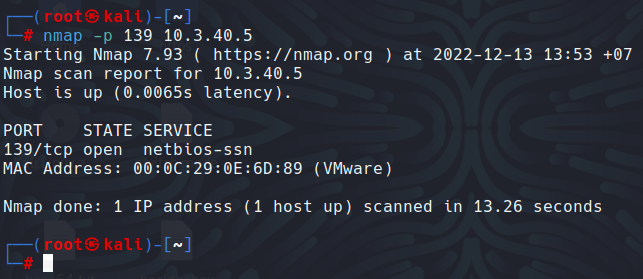 ┌──(root㉿kali)-[~]
└─# nmap -p 139 10.3.40.5
Starting Nmap 7.93 ( https://nmap.org ) at 2022-12-13 13:53 +07
Nmap scan report for 10.3.40.5
Host is up (0.0065s latency).
PORT    STATE SERVICE
139/tcp open  netbios-ssn
MAC Address: 00:0C:29:0E:6D:89 (VMware)
Nmap done: 1 IP address (1 host up) scanned in 13.26 seconds
┌──(root㉿kali)-[~]
└─#